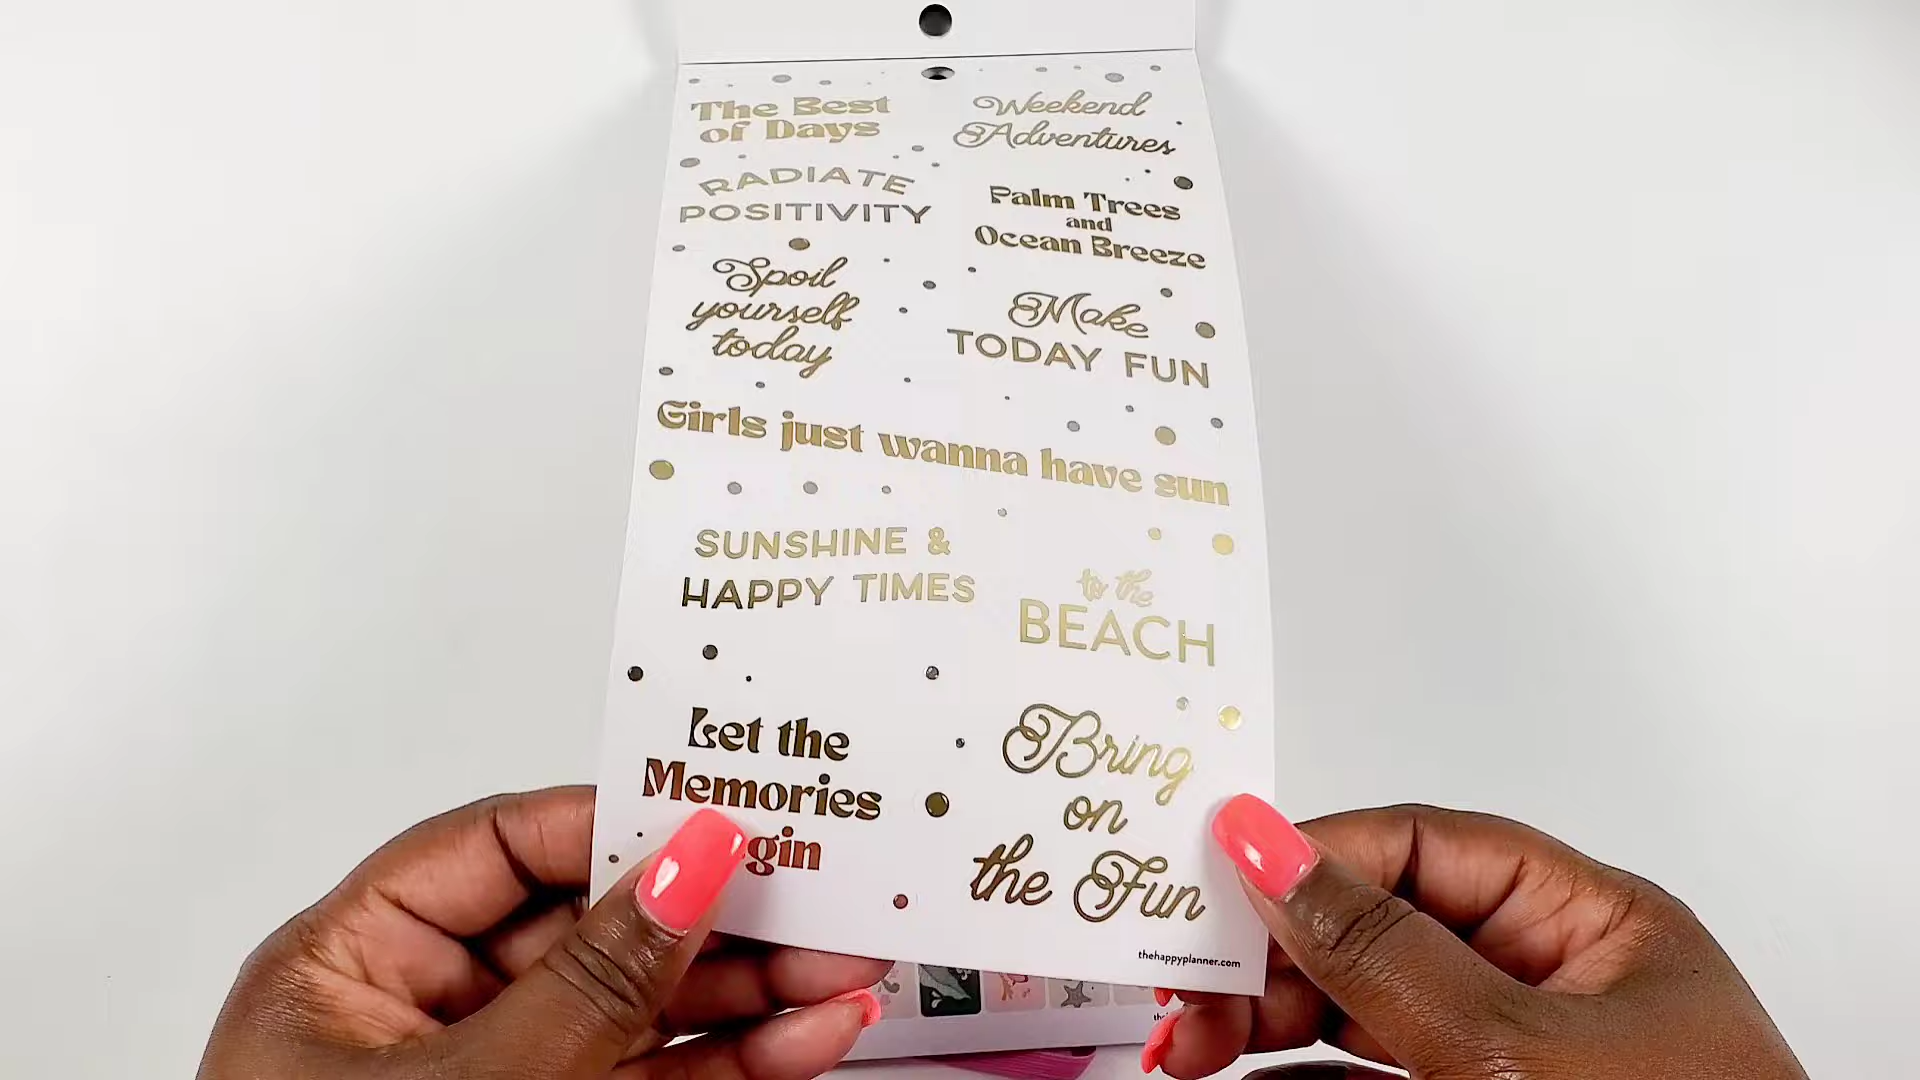 The Best
of Days
Weekend
Adventures
RADIATE
POSITIVITY
Palm Trees
and
Ocean Breeze
Spoil
yourself
today
Make
TODAY FUN
Girls just wanna have sun
SUNSHINE &
HAPPY TIMES
to the
BEACH
Let the
Memories
gin
Bring
on
the Fun
thehappyplanner.com